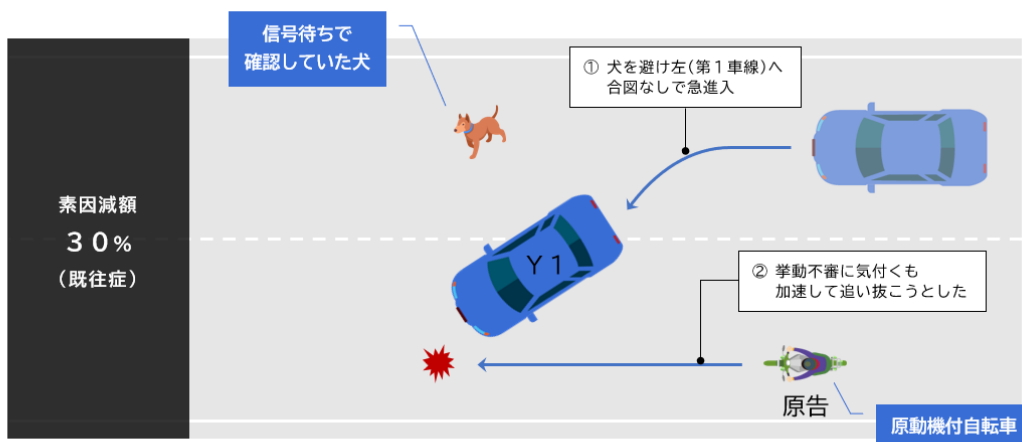 信号待ちで
確認していた犬
① 犬を避け左(第１車線)へ
合図なしで急進入
素因減額
３０%
(既往症)
Ｙ１
② 挙動不審に気付くも
加速して追い抜こうとした
原告
原動機付自転車